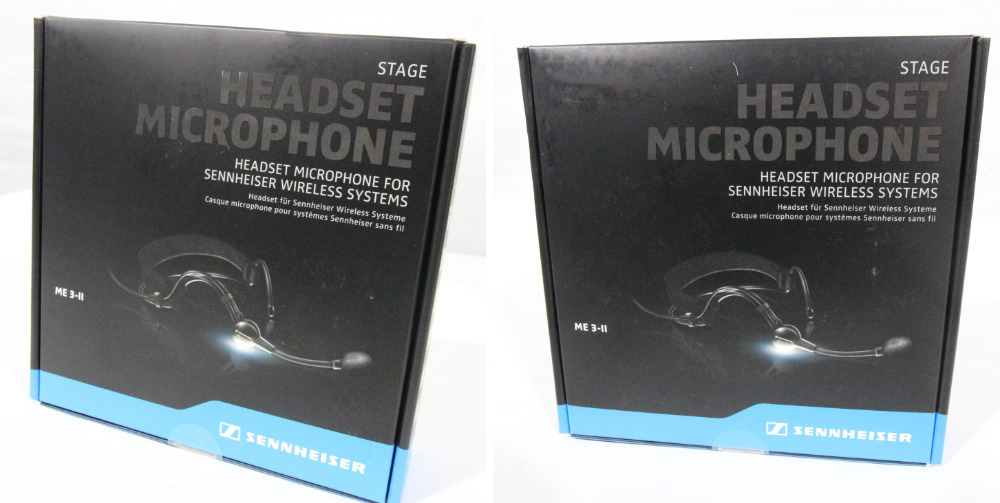 STAGE
HEADSET
MICROPHONE
HEADSET MICROPHONE FOR
SENNHEISER WIRELESS SYSTEMS
Headset für Sennheiser Wireless Systeme
Casque microphone pour systèmes Sennheiser sans fil
ME 3-II
SENNHEISER
STAGE
HEADSET
MICROPHONE
HEADSET MICROPHONE FOR
SENNHEISER WIRELESS SYSTEMS
Headset für Sennheiser Wireless Systeme
Casque microphone pour systèmes Sennheiser sans fil
ME 3-II
SENNHEISER